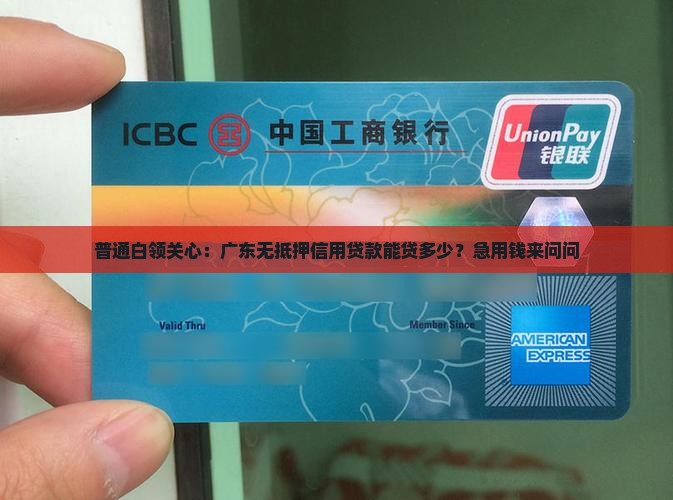 ICBC 中国工商银行
UnionPay
银联
普通白领关心：广东无抵押信用贷款能贷多少？急用钱来问问
Valid Thru
Member Since
AMERICAN
EXPRESS